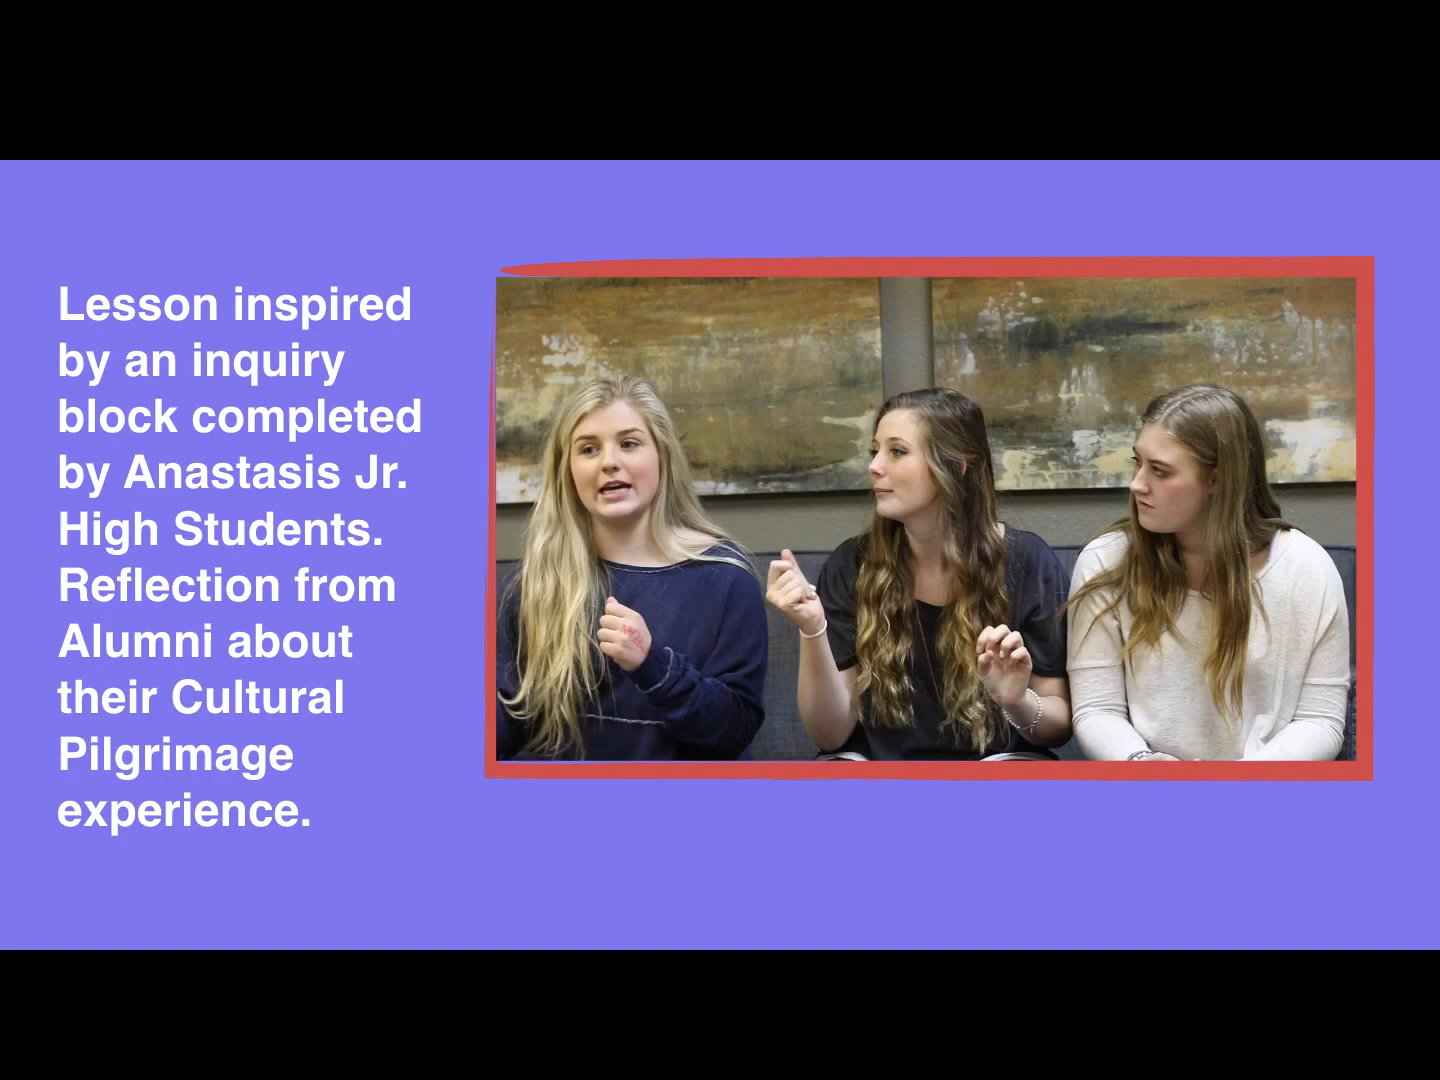 Lesson inspired
by an inquiry
block completed
by Anastasis Jr.
High Students.
Reflection from
Alumni about
their Cultural
Pilgrimage
experience.